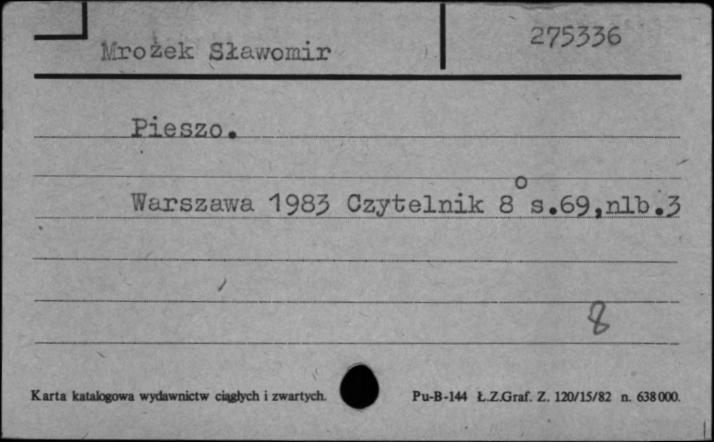 Mrożek Sławomir
275336
Pieszo.
Warszawa 1983 Czytelnik 8° s.69,nlb.3
8
Karta katalogowa wydawnictw ciągłych i zwartych.
Pu-B-144 Ł.Z.Graf. Z. 120/15/82 n. 638000.